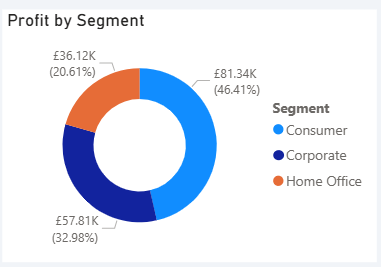 Profit by Segment
£36.12K
(20.61%)
£81.34K
(46.41%)
Segment
Consumer
Corporate
Home Office
£57.81K
(32.98%)